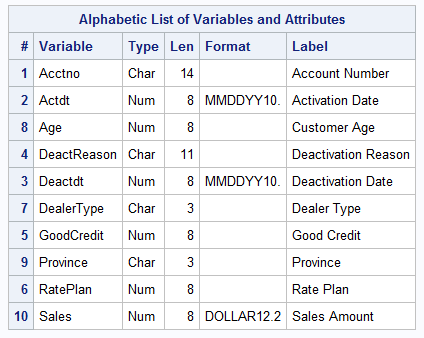 Alphabetic List of Variables and Attributes
# Variable Type Len Format Label
1 Acctno Char 14 Account Number
2 Actdt Num 8 MMDDYY10. Activation Date
8 Age Num 8 Customer Age
4 DeactReason Char 11 Deactivation Reason
3 Deactdt Num 8 MMDDYY10. Deactivation Date
7 DealerType Char 3 Dealer Type
5 GoodCredit Num 8 Good Credit
9 Province Char 3 Province
6 RatePlan Num 8 Rate Plan
10 Sales Num 8 DOLLAR12.2 Sales Amount